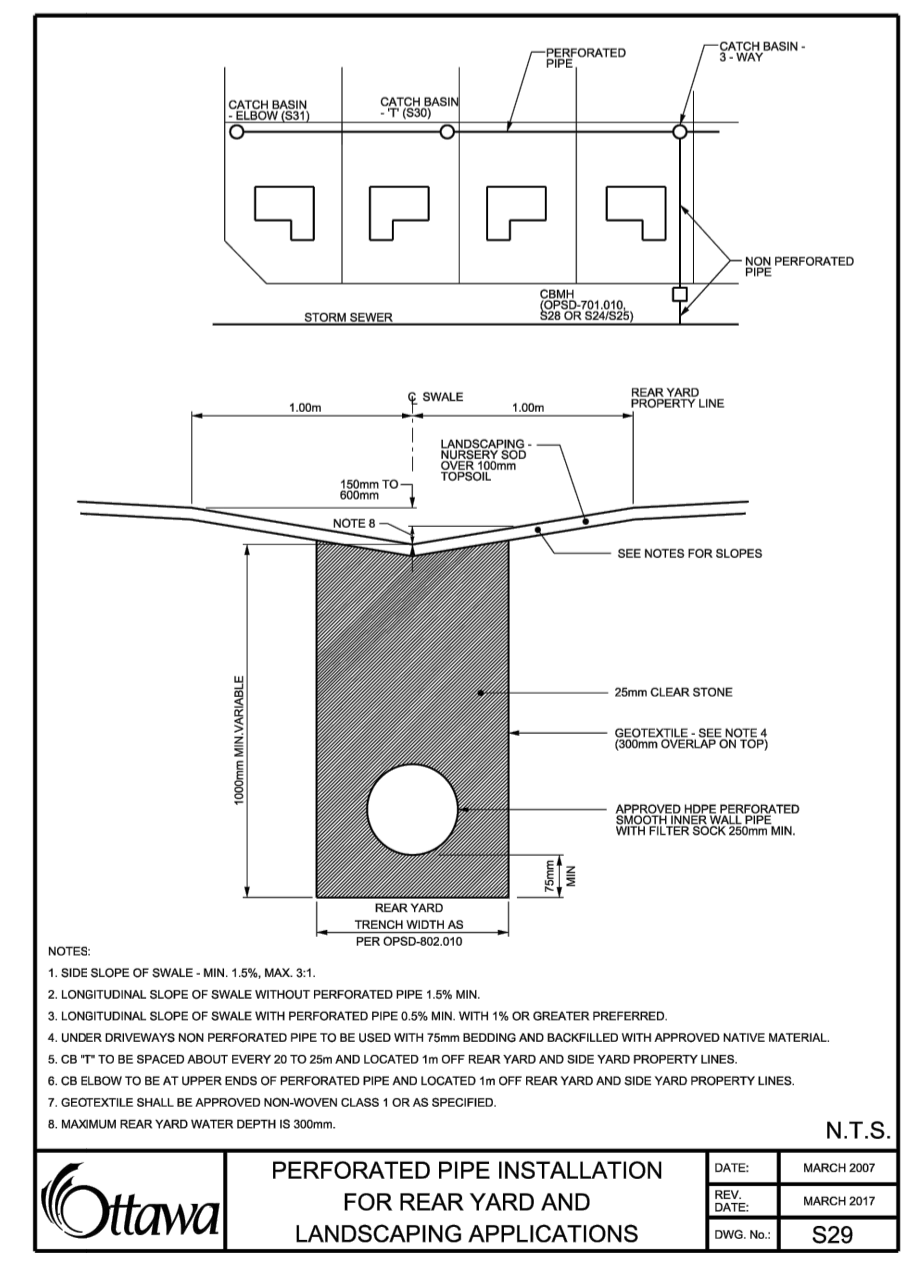 PERFORATED
PIPE
CATCH BASIN -
3 - WAY
CATCH BASIN
- ELBOW (S31)
CATCH BASIN
- 'T' (S30)
NON PERFORATED
PIPE
CBMH
(OPSD-701.010,
S28 OR S24/S25)
STORM SEWER
℄ SWALE
REAR YARD
PROPERTY LINE
1.00m
1.00m
LANDSCAPING -
NURSERY SOD
OVER 100mm
TOPSOIL
150mm TO
600mm
NOTE 8
SEE NOTES FOR SLOPES
1000mm MIN.VARIABLE
25mm CLEAR STONE
GEOTEXTILE - SEE NOTE 4
(300mm OVERLAP ON TOP)
APPROVED HDPE PERFORATED
SMOOTH INNER WALL PIPE
WITH FILTER SOCK 250mm MIN.
75mm
MIN
REAR YARD
TRENCH WIDTH AS
PER OPSD-802.010
NOTES:
1. SIDE SLOPE OF SWALE - MIN. 1.5%, MAX. 3:1.
2. LONGITUDINAL SLOPE OF SWALE WITHOUT PERFORATED PIPE 1.5% MIN.
3. LONGITUDINAL SLOPE OF SWALE WITH PERFORATED PIPE 0.5% MIN. WITH 1% OR GREATER PREFERRED.
4. UNDER DRIVEWAYS NON PERFORATED PIPE TO BE USED WITH 75mm BEDDING AND BACKFILLED WITH APPROVED NATIVE MATERIAL.
5. CB "T" TO BE SPACED ABOUT EVERY 20 TO 25m AND LOCATED 1m OFF REAR YARD AND SIDE YARD PROPERTY LINES.
6. CB ELBOW TO BE AT UPPER ENDS OF PERFORATED PIPE AND LOCATED 1m OFF REAR YARD AND SIDE YARD PROPERTY LINES.
7. GEOTEXTILE SHALL BE APPROVED NON-WOVEN CLASS 1 OR AS SPECIFIED.
8. MAXIMUM REAR YARD WATER DEPTH IS 300mm.
N.T.S.
Ottawa
PERFORATED PIPE INSTALLATION
FOR REAR YARD AND
LANDSCAPING APPLICATIONS
DATE: MARCH 2007
REV.
DATE: MARCH 2017
DWG. No.: S29